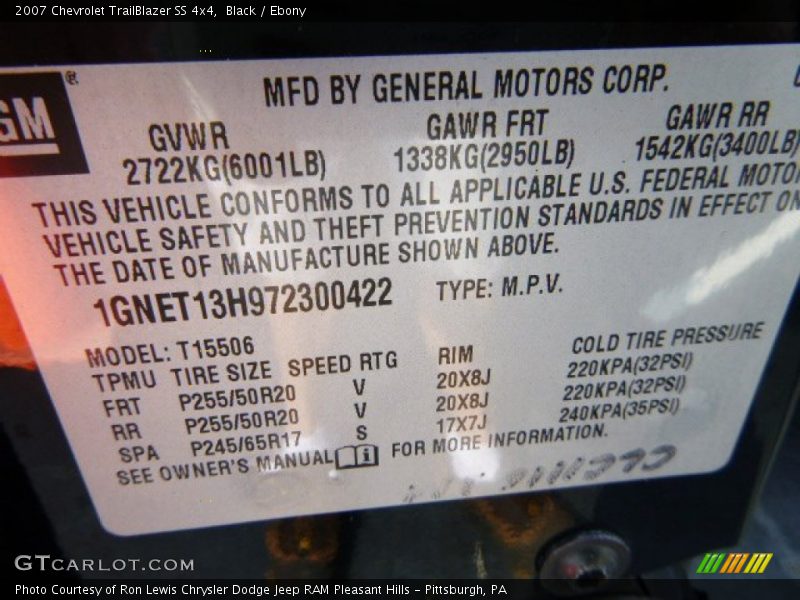 2007 Chevrolet TrailBlazer SS 4x4,  Black / Ebony
GM®
MFD BY GENERAL MOTORS CORP.
GVWR GAWR FRT GAWR RR
2722KG(6001LB) 1338KG(2950LB) 1542KG(3400LB)
THIS VEHICLE CONFORMS TO ALL APPLICABLE U.S. FEDERAL MOTO
VEHICLE SAFETY AND THEFT PREVENTION STANDARDS IN EFFECT ON
THE DATE OF MANUFACTURE SHOWN ABOVE.
1GNET13H972300422 TYPE: M.P.V.
MODEL: T15506
TPMU TIRE SIZE SPEED RTG RIM COLD TIRE PRESSURE
FRT P255/50R20 V 20X8J 220KPA(32PSI)
RR P255/50R20 V 20X8J 220KPA(32PSI)
SPA P245/65R17 S 17X7J 240KPA(35PSI)
SEE OWNER'S MANUAL FOR MORE INFORMATION.
GTCARLOT.COM
Photo Courtesy of Ron Lewis Chrysler Dodge Jeep RAM Pleasant Hills - Pittsburgh, PA